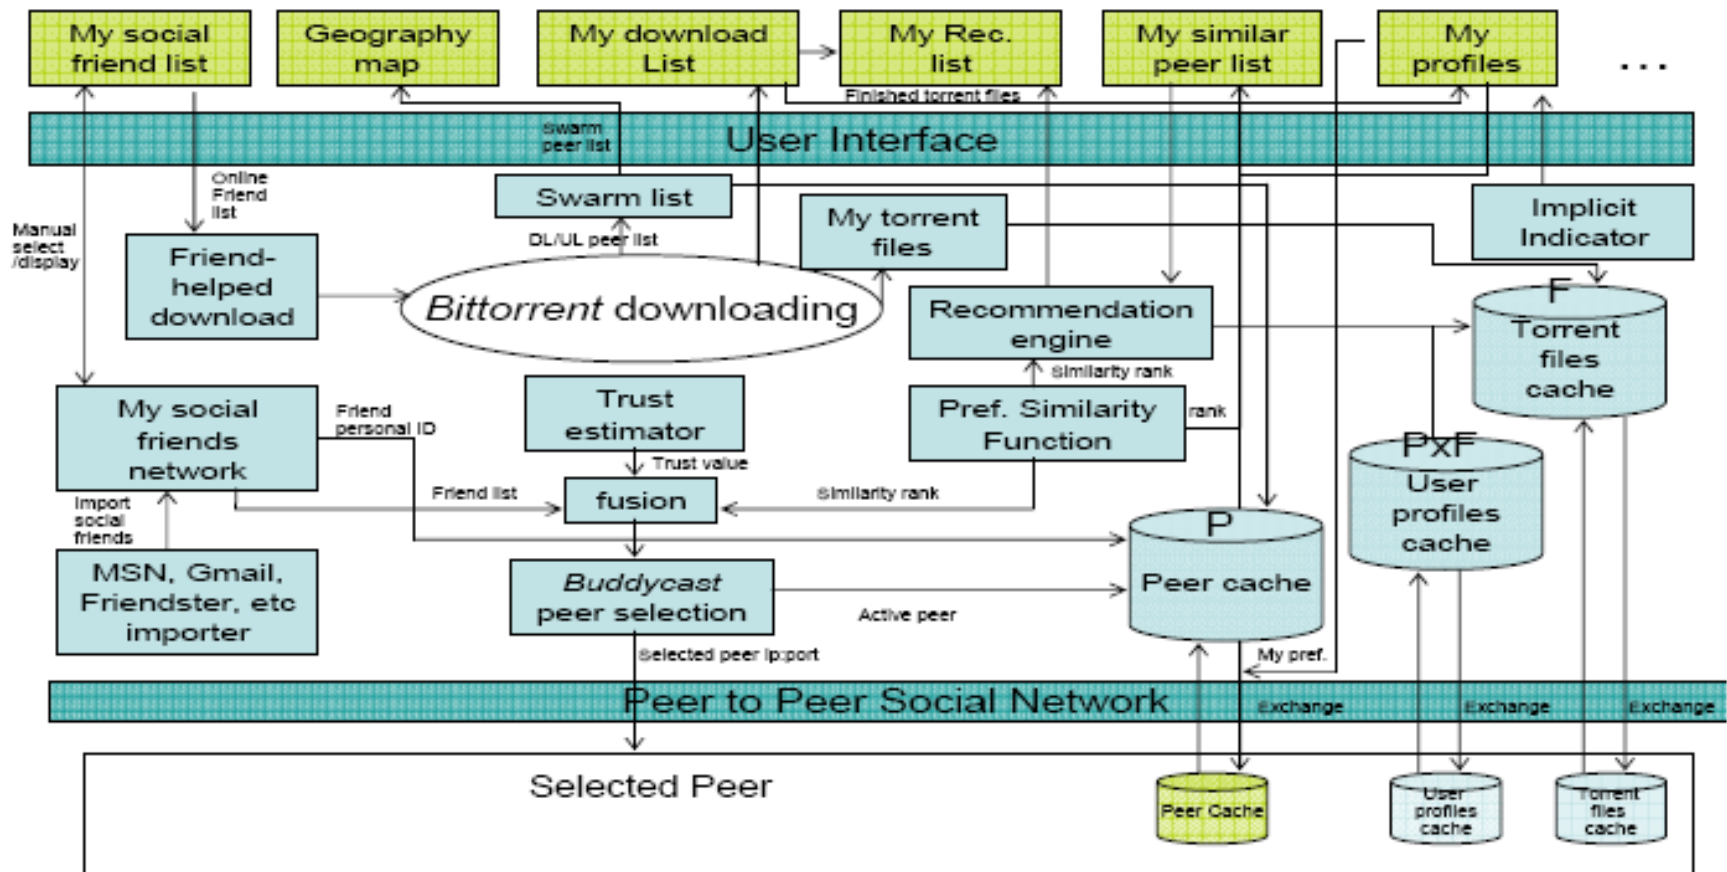 My social
friend list
Geography
map
My download
List
My Rec.
list
My similar
peer list
My
profiles
...
Finished torrent files
Swarm
peer list
User Interface
Online
Friend
list
Swarm list
My torrent
files
Implicit
Indicator
Manual
select
/display
DL/UL peer list
Friend-
helped
download
Bittorrent downloading
Recommendation
engine
F
Torrent
files
cache
Similarity rank
My social
friends
network
Friend
personal ID
Trust
estimator
Pref. Similarity
Function
rank
Trust value
PxF
User
profiles
cache
Import
social
friends
Friend list
fusion
Similarity rank
P
Peer cache
MSN, Gmail,
Friendster, etc
importer
Buddycast
peer selection
Active peer
Selected peer ip:port
My pref.
Peer to Peer Social Network
Exchange
Exchange
Exchange
Selected Peer
Peer Cache
User
profiles
cache
Torrent
files
cache